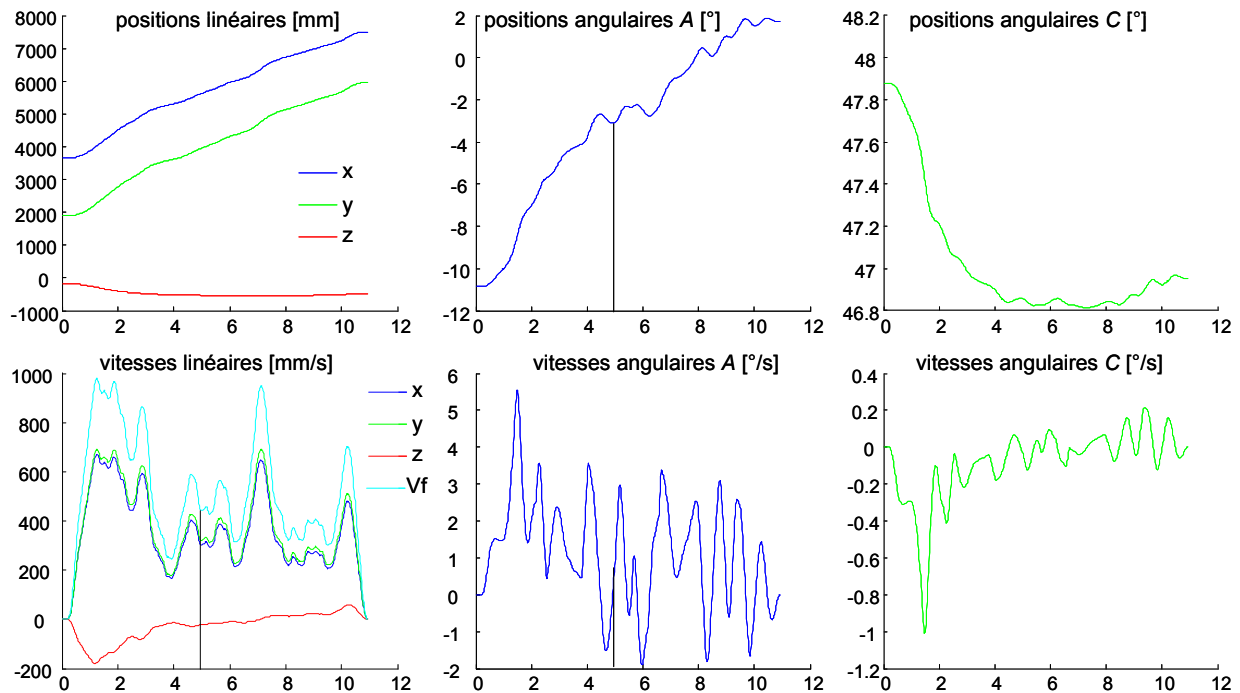 positions linéaires [mm]
8000
7000
6000
5000
4000
3000
2000
1000
0
-1000
0 2 4 6 8 10 12
x
y
z
positions angulaires A [°]
2
0
-2
-4
-6
-8
-10
-12
0 2 4 6 8 10 12
positions angulaires C [°]
48.2
48
47.8
47.6
47.4
47.2
47
46.8
0 2 4 6 8 10 12
vitesses linéaires [mm/s]
1000
800
600
400
200
0
-200
0 2 4 6 8 10 12
x
y
z
Vf
vitesses angulaires A [°/s]
6
5
4
3
2
1
0
-1
-2
0 2 4 6 8 10 12
vitesses angulaires C [°/s]
0.4
0.2
0
-0.2
-0.4
-0.6
-0.8
-1
-1.2
0 2 4 6 8 10 12